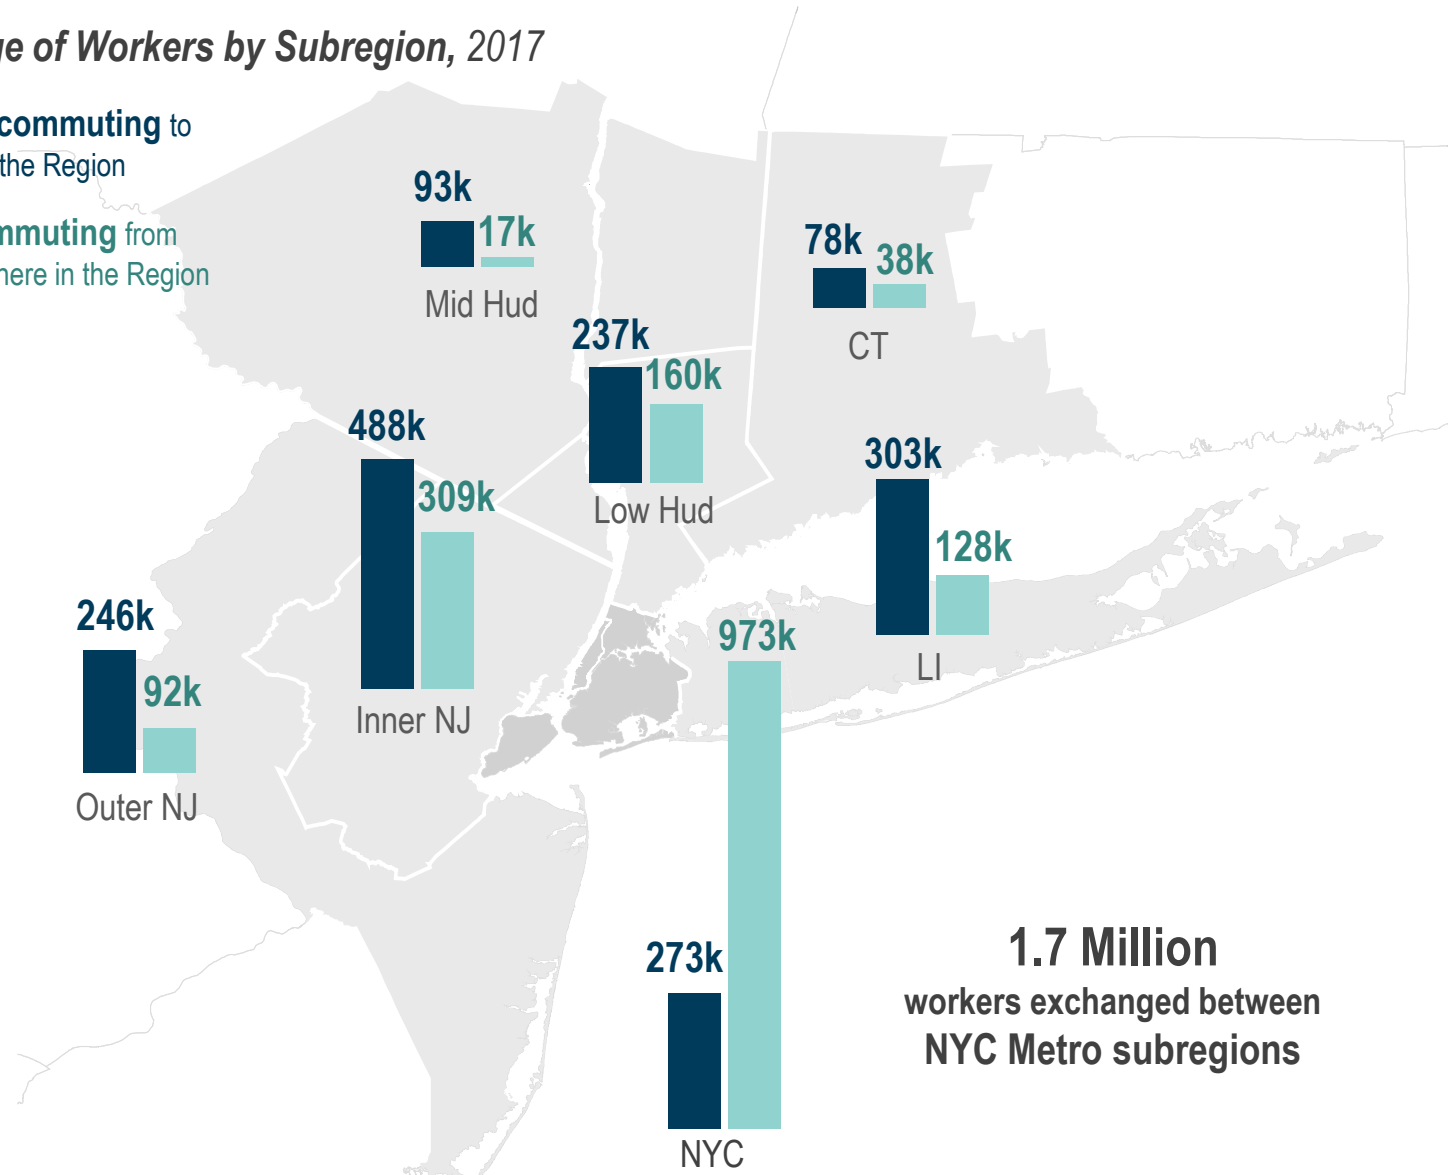 ge of Workers by Subregion, 2017
commuting to
the Region
mmuting from
here in the Region
93k
17k
Mid Hud
78k
38k
CT
237k
160k
Low Hud
488k
309k
Inner NJ
303k
128k
LI
246k
92k
Outer NJ
973k
273k
NYC
1.7 Million
workers exchanged between
NYC Metro subregions